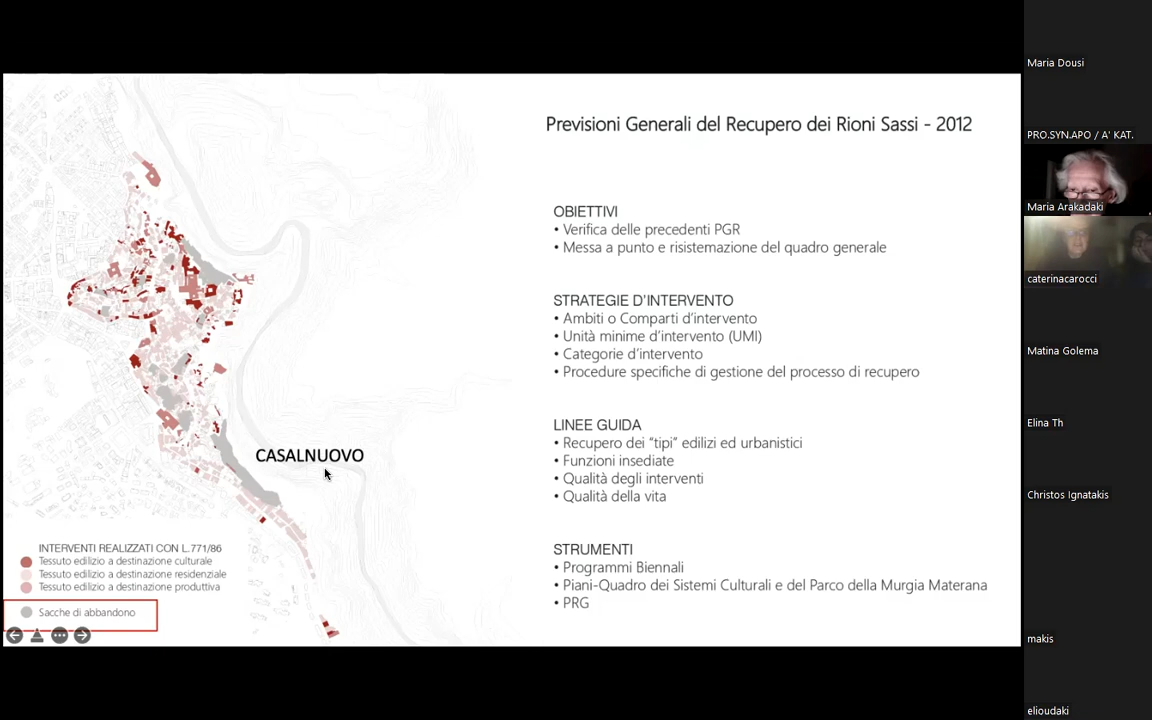 Previsioni Generali del Recupero dei Rioni Sassi - 2012
OBIETTIVI
• Verifica delle precedenti PGR
• Messa a punto e risistemazione del quadro generale
STRATEGIE D'INTERVENTO
• Ambiti o Comparti d'intervento
• Unità minime d'intervento (UMI)
• Categorie d'intervento
• Procedure specifiche di gestione del processo di recupero
LINEE GUIDA
• Recupero dei "tipi" edilizi ed urbanistici
• Funzioni insediate
• Qualità degli interventi
• Qualità della vita
STRUMENTI
• Programmi Biennali
• Piani-Quadro dei Sistemi Culturali e del Parco della Murgia Materana
• PRG
CASALNUOVO
INTERVENTI REALIZZATI CON L.771/86
Tessuto edilizio a destinazione culturale
Tessuto edilizio a destinazione residenziale
Tessuto edilizio a destinazione produttiva
Sacche di abbandono
Maria Dousi
PRO.SYN.APO / A' KAT.
Maria Arakadaki
caterinacarocci
Matina Golema
Elina Th
Christos Ignatakis
makis
elioudaki